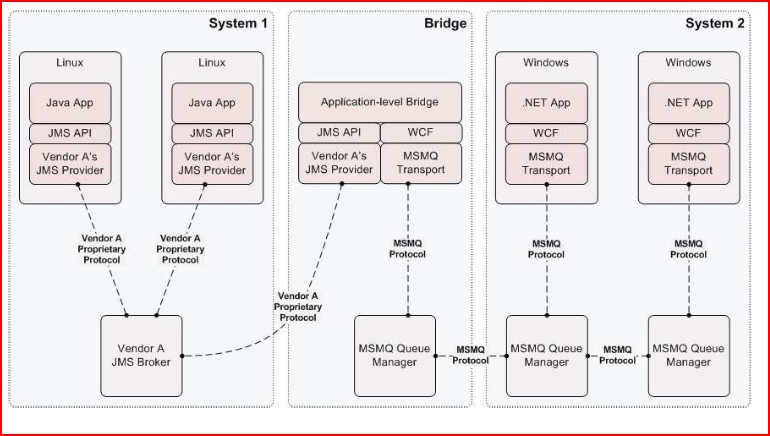 System 1
Bridge
System 2
Linux
Linux
Windows
Windows
Java App
JMS API
Vendor A's
JMS Provider
Java App
JMS API
Vendor A's
JMS Provider
Application-level Bridge
JMS API
WCF
Vendor A's
JMS Provider
MSMQ
Transport
.NET App
WCF
MSMQ
Transport
.NET App
WCF
MSMQ
Transport
Vendor A
Proprietary
Protocol
Vendor A
Proprietary
Protocol
Vendor A
Proprietary
Protocol
MSMQ
Protocol
MSMQ
Protocol
MSMQ
Protocol
Vendor A
JMS Broker
MSMQ Queue
Manager
MSMQ
Protocol
MSMQ Queue
Manager
MSMQ
Protocol
MSMQ Queue
Manager